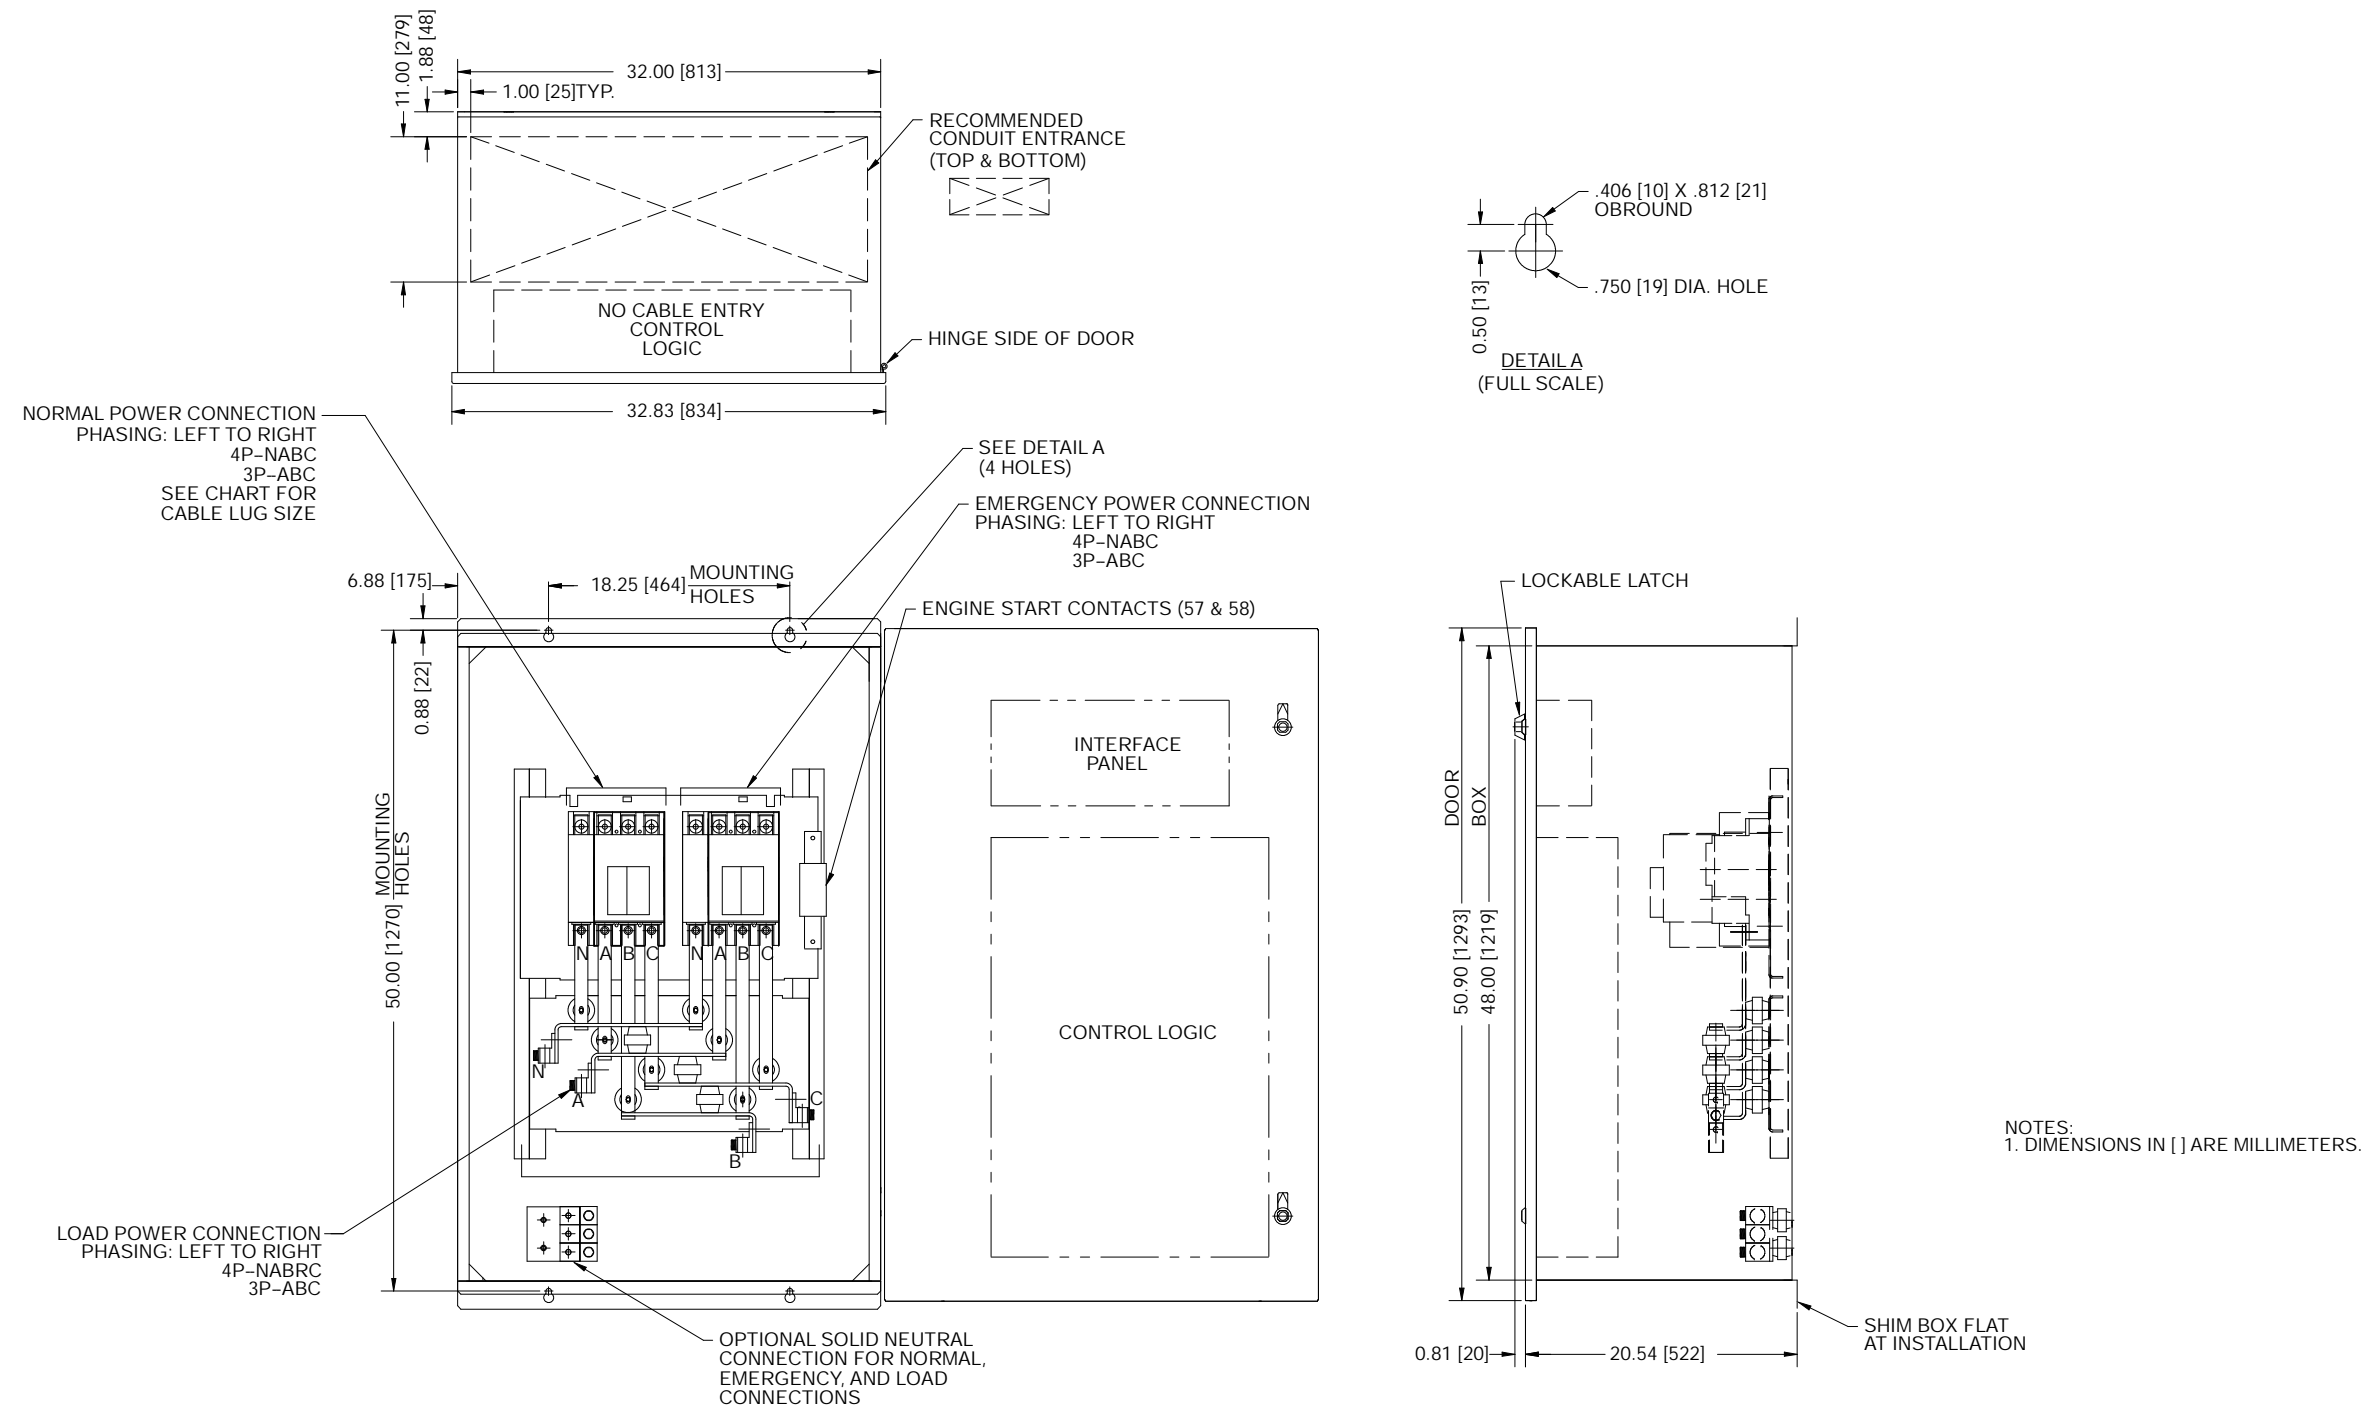 11.00 [279]
1.88 [48]
32.00 [813]
1.00 [25]TYP.
RECOMMENDED
CONDUIT ENTRANCE
(TOP & BOTTOM)
NO CABLE ENTRY
CONTROL
LOGIC
HINGE SIDE OF DOOR
32.83 [834]
.406 [10] X .812 [21]
OBROUND
.750 [19] DIA. HOLE
0.50 [13]
DETAIL A
(FULL SCALE)
NORMAL POWER CONNECTION
PHASING: LEFT TO RIGHT
4P-NABC
3P-ABC
SEE CHART FOR
CABLE LUG SIZE
SEE DETAIL A
(4 HOLES)
EMERGENCY POWER CONNECTION
PHASING: LEFT TO RIGHT
4P-NABC
3P-ABC
6.88 [175]
18.25 [464]
MOUNTING
HOLES
ENGINE START CONTACTS (57 & 58)
0.88 [22]
50.00 [1270]
MOUNTING
HOLES
N A B C N A B C
N
A
C
B
INTERFACE
PANEL
CONTROL LOGIC
LOCKABLE LATCH
DOOR
50.90 [1293]
BOX
48.00 [1219]
NOTES:
1. DIMENSIONS IN [ ] ARE MILLIMETERS.
LOAD POWER CONNECTION
PHASING: LEFT TO RIGHT
4P-NABRC
3P-ABC
OPTIONAL SOLID NEUTRAL
CONNECTION FOR NORMAL,
EMERGENCY, AND LOAD
CONNECTIONS
0.81 [20]
20.54 [522]
SHIM BOX FLAT
AT INSTALLATION